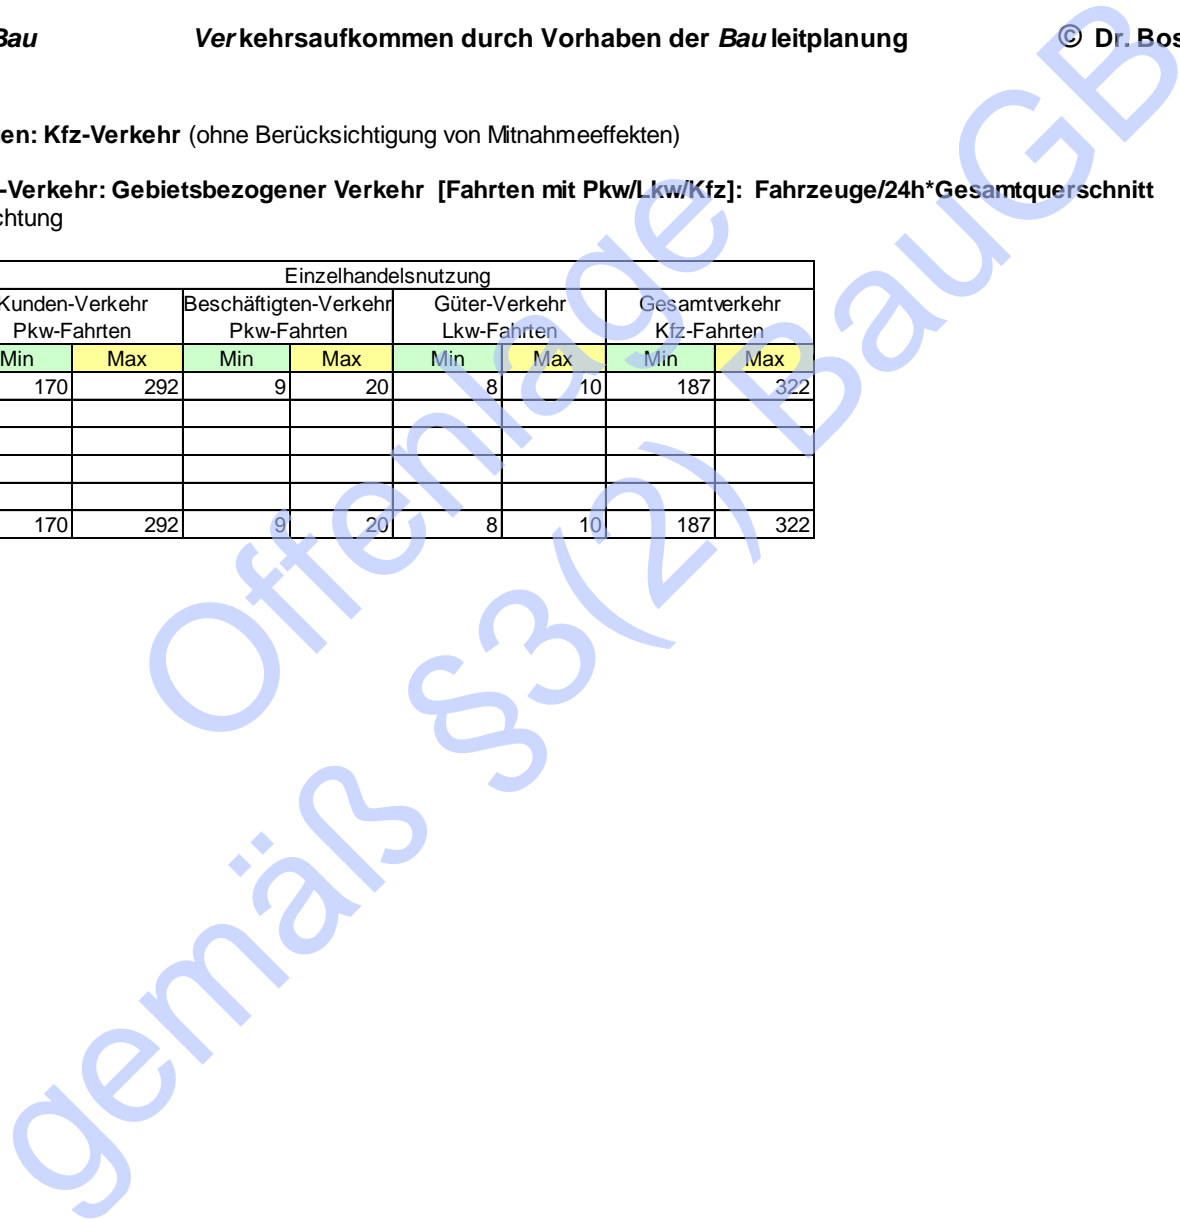 Bau Verkehrsaufkommen durch Vorhaben der Bauleitplanung © Dr. Bos
en: Kfz-Verkehr (ohne Berücksichtigung von Mitnahmeeffekten)
-Verkehr: Gebietsbezogener Verkehr [Fahrten mit Pkw/Lkw/Kfz]: Fahrzeuge/24h*Gesamtquerschnitt
chtung
Einzelhandelsnutzung
Kunden-Verkehr Beschäftigten-Verkehr Güter-Verkehr Gesamtverkehr
Pkw-Fahrten Pkw-Fahrten Lkw-Fahrten Kfz-Fahrten
Min Max Min Max Min Max Min Max
170 292 9 20 8 10 187 322
170 292 9 20 8 10 187 322
Offenlage
gemäß §3(2) BauGB